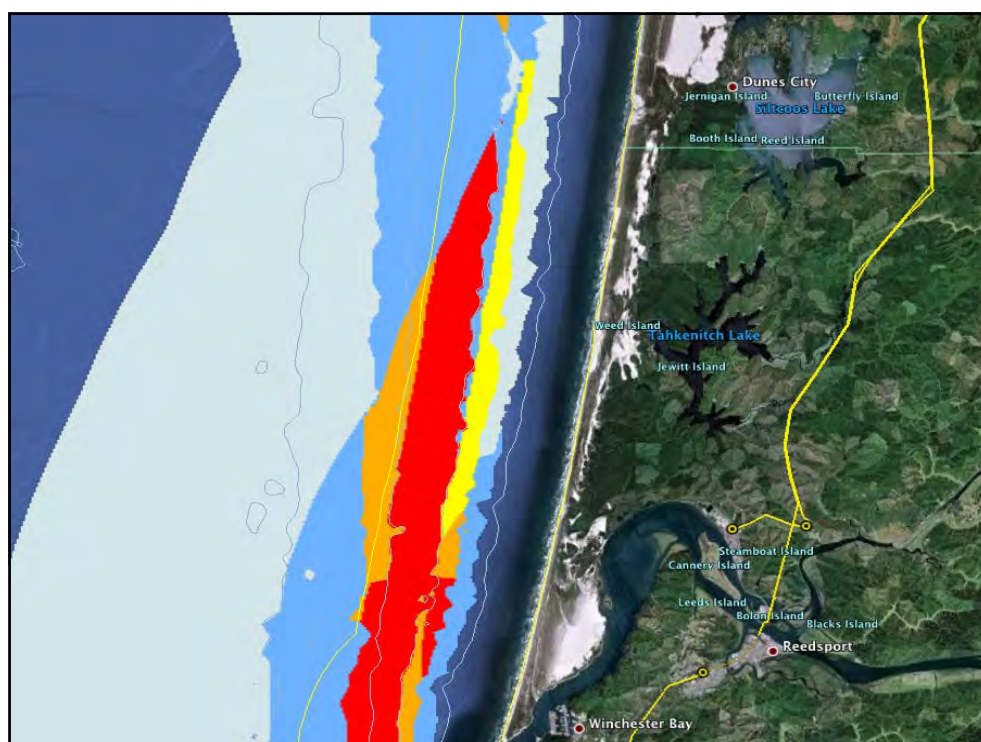 Dunes City
Jernigan Island
Butterfly Island
Siltcoos Lake
Booth Island
Reed Island
Weed Island
Tahkenitch Lake
Jewitt Island
Steamboat Island
Cannery Island
Leeds Island
Bolon Island
Blacks Island
Reedsport
Winchester Bay